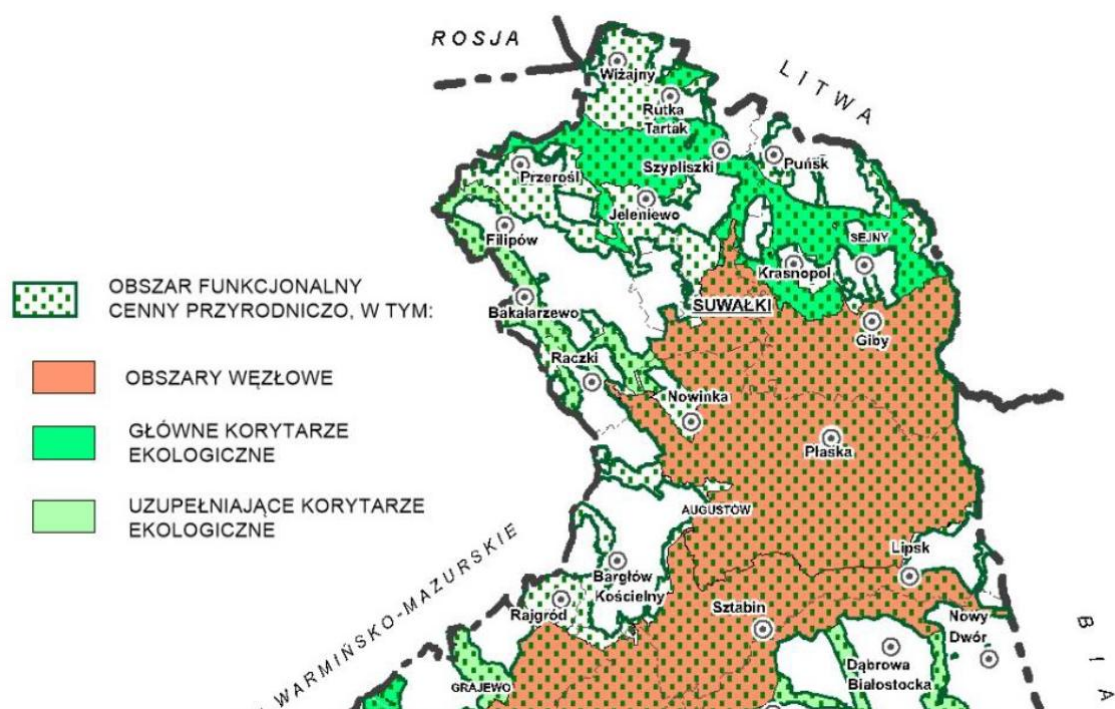 ROSJA
LITWA
Wiżajny
Rutka
Tartak
Szypliszki
Puńsk
Przerośl
Jeleniewo
Filipów
SEJNY
Krasnopol
OBSZAR FUNKCJONALNY
CENNY PRZYRODNICZO, W TYM:
SUWAŁKI
Bakałarzewo
Giby
Raczki
OBSZARY WĘZŁOWE
Nowinka
GŁÓWNE KORYTARZE
EKOLOGICZNE
Płaska
UZUPEŁNIAJĄCE KORYTARZE
EKOLOGICZNE
AUGUSTÓW
Lipsk
Bargłów
Kościelny
WARMIŃSKO-MAZURSKIE
Rajgród
Sztabin
Nowy
Dwór
BIA
Dąbrowa
Białostocka
GRAJEWO